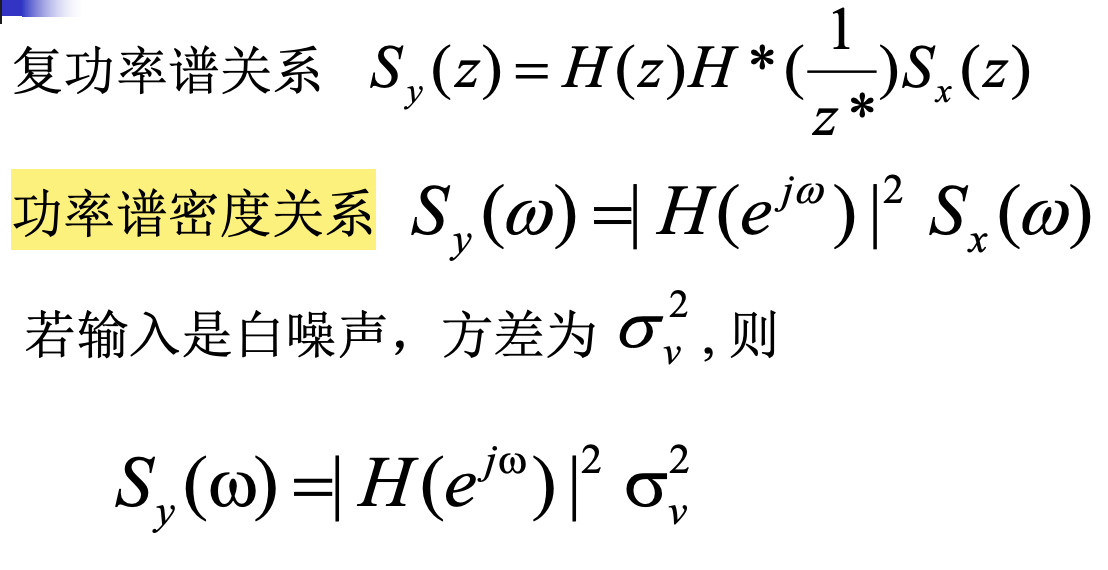 复功率谱关系 $S_y(z)=H(z)H*(\frac{1}{z*})S_x(z)$
功率谱密度关系 $S_y(\omega)=|H(e^{j\omega})|^2 S_x(\omega)$
若输入是白噪声，方差为 $\sigma_v^2$ , 则
$S_y(\omega)=|H(e^{j\omega})|^2 \sigma_v^2$